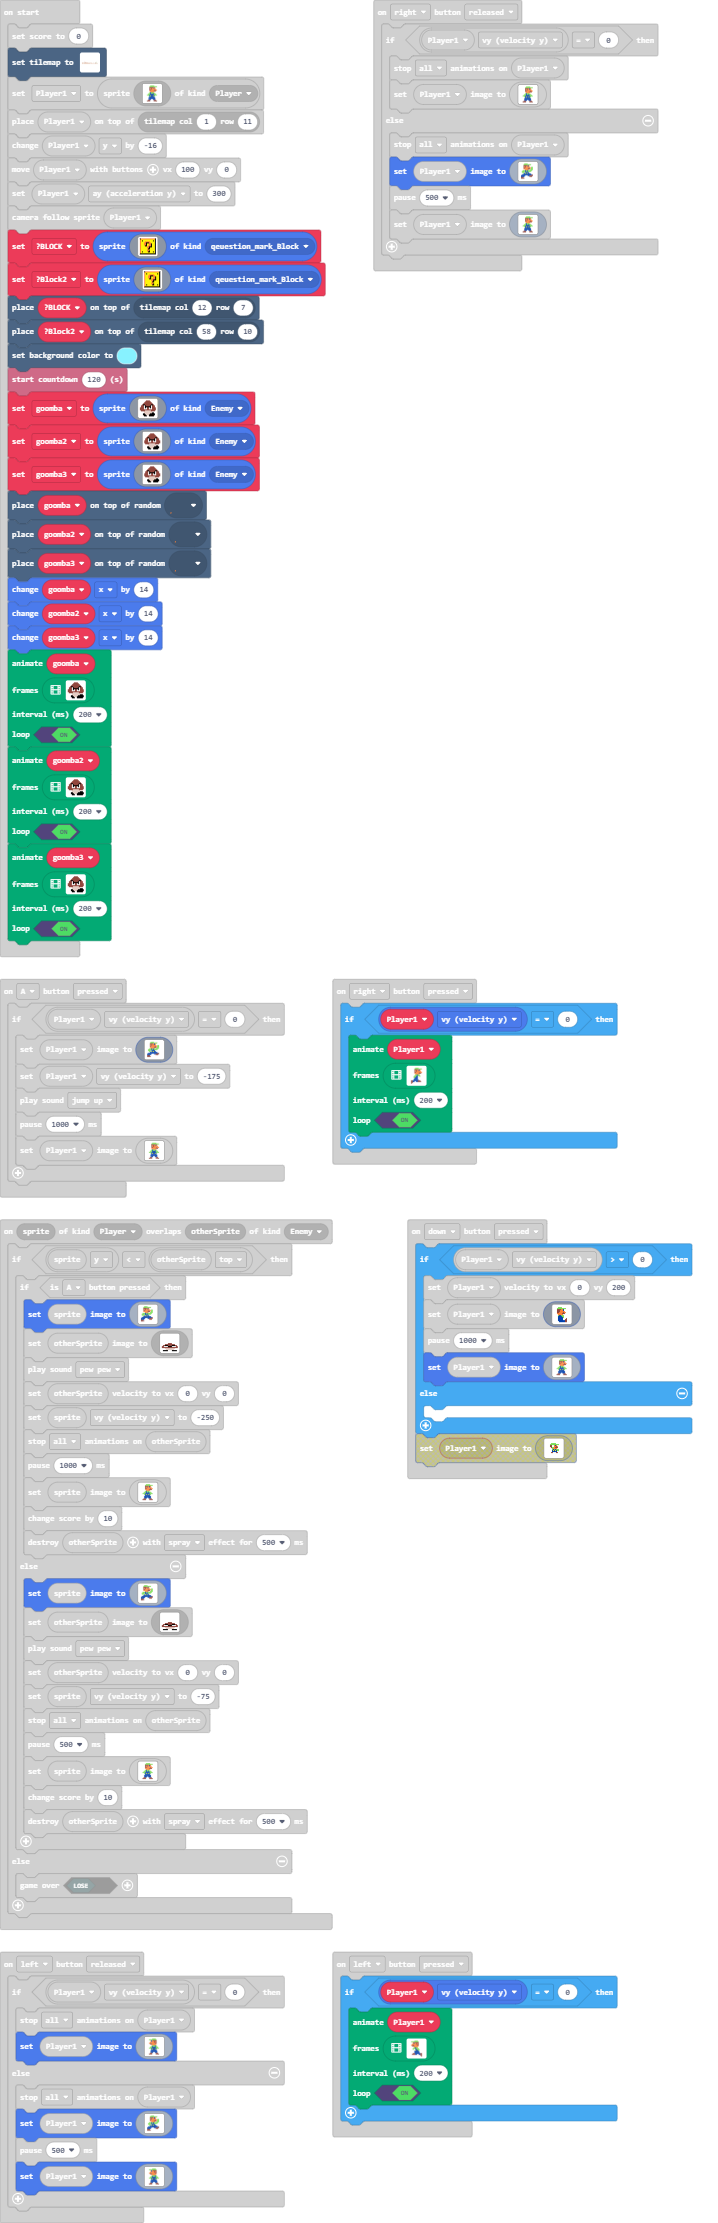 on start
set score to 0
set tilemap to
set Player1 to sprite of kind Player
place Player1 on top of tilemap col 1 row 11
change Player1 y by -16
move Player1 with buttons vx 100 vy 0
set Player1 ay (acceleration y) to 300
camera follow sprite Player1
set ?BLOCK to sprite of kind qeuestion_mark_Block
set ?Block2 to sprite of kind qeuestion_mark_Block
place ?BLOCK on top of tilemap col 12 row 7
place ?Block2 on top of tilemap col 58 row 10
set background color to
start countdown 120 (s)
set goomba to sprite of kind Enemy
set goomba2 to sprite of kind Enemy
set goomba3 to sprite of kind Enemy
place goomba on top of random
place goomba2 on top of random
place goomba3 on top of random
change goomba x by 14
change goomba2 x by 14
change goomba3 x by 14
animate goomba
frames
interval (ms) 200
loop ON
animate goomba2
frames
interval (ms) 200
loop ON
animate goomba3
frames
interval (ms) 200
loop ON
on right button released
if Player1 vy (velocity y) = 0 then
stop all animations on Player1
set Player1 image to
else
stop all animations on Player1
set Player1 image to
pause 500 ms
set Player1 image to
on A button pressed
if Player1 vy (velocity y) = 0 then
set Player1 image to
set Player1 vy (velocity y) to -175
play sound jump up
pause 1000 ms
set Player1 image to
on right button pressed
if Player1 vy (velocity y) = 0 then
animate Player1
frames
interval (ms) 200
loop ON
on sprite of kind Player overlaps otherSprite of kind Enemy
if sprite y < otherSprite top then
if is A button pressed then
set sprite image to
set otherSprite image to
play sound pew pew
set otherSprite velocity to vx 0 vy 0
set sprite vy (velocity y) to -250
stop all animations on otherSprite
pause 1000 ms
set sprite image to
change score by 10
destroy otherSprite with spray effect for 500 ms
else
set sprite image to
set otherSprite image to
play sound pew pew
set otherSprite velocity to vx 0 vy 0
set sprite vy (velocity y) to -75
stop all animations on otherSprite
pause 500 ms
set sprite image to
change score by 10
destroy otherSprite with spray effect for 500 ms
else
game over LOSE
on down button pressed
if Player1 vy (velocity y) > 0 then
set Player1 velocity to vx 0 vy 200
set Player1 image to
pause 1000 ms
set Player1 image to
else
set Player1 image to
on left button released
if Player1 vy (velocity y) = 0 then
stop all animations on Player1
set Player1 image to
else
stop all animations on Player1
set Player1 image to
pause 500 ms
set Player1 image to
on left button pressed
if Player1 vy (velocity y) = 0 then
animate Player1
frames
interval (ms) 200
loop ON